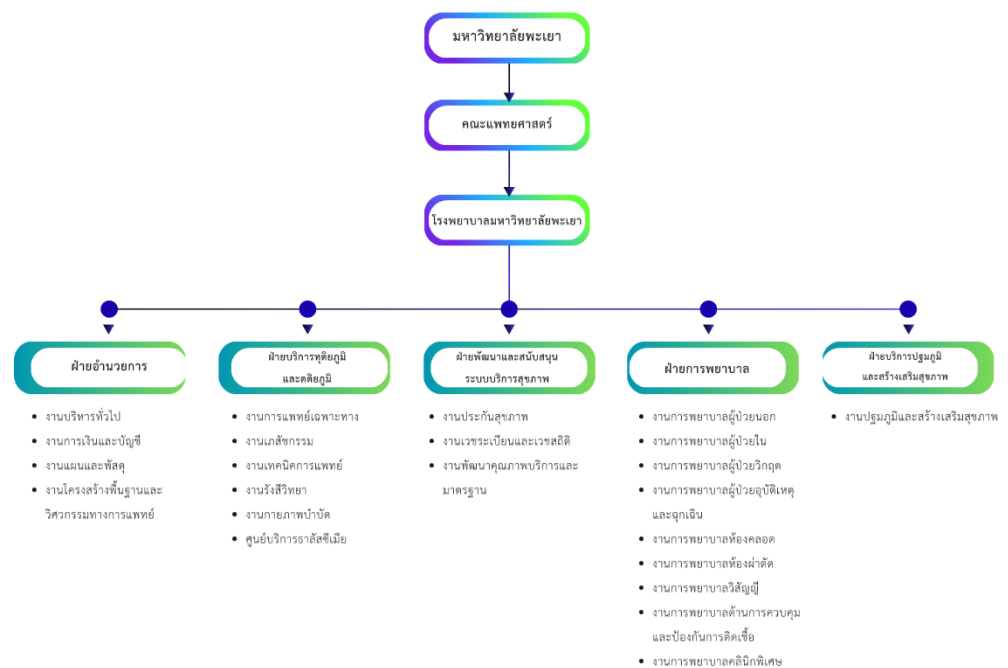 มหาวิทยาลัยพะเยา
คณะแพทยศาสตร์
โรงพยาบาลมหาวิทยาลัยพะเยา
ฝ่ายอำนวยการ
• งานบริหารทั่วไป
• งานการเงินและบัญชี
• งานแผนและพัสดุ
• งานโครงสร้างพื้นฐานและ
วิศวกรรมทางการแพทย์
ฝ่ายบริการทุติยภูมิ
และตติยภูมิ
• งานการแพทย์เฉพาะทาง
• งานเภสัชกรรม
• งานเทคนิคการแพทย์
• งานรังสีวิทยา
• งานกายภาพบำบัด
• ศูนย์บริการธาลัสซีเมีย
ฝ่ายพัฒนาและสนับสนุน
ระบบบริการสุขภาพ
• งานประกันสุขภาพ
• งานเวชระเบียนและเวชสถิติ
• งานพัฒนาคุณภาพบริการและ
มาตรฐาน
ฝ่ายการพยาบาล
• งานการพยาบาลผู้ป่วยนอก
• งานการพยาบาลผู้ป่วยใน
• งานการพยาบาลผู้ป่วยวิกฤต
• งานการพยาบาลผู้ป่วยอุบัติเหตุ
และฉุกเฉิน
• งานการพยาบาลห้องคลอด
• งานการพยาบาลห้องผ่าตัด
• งานการพยาบาลวิสัญญี
• งานการพยาบาลด้านการควบคุม
และป้องกันการติดเชื้อ
• งานการพยาบาลคลินิกพิเศษ
ฝ่ายบริการปฐมภูมิ
และสร้างเสริมสุขภาพ
• งานปฐมภูมิและสร้างเสริมสุขภาพ